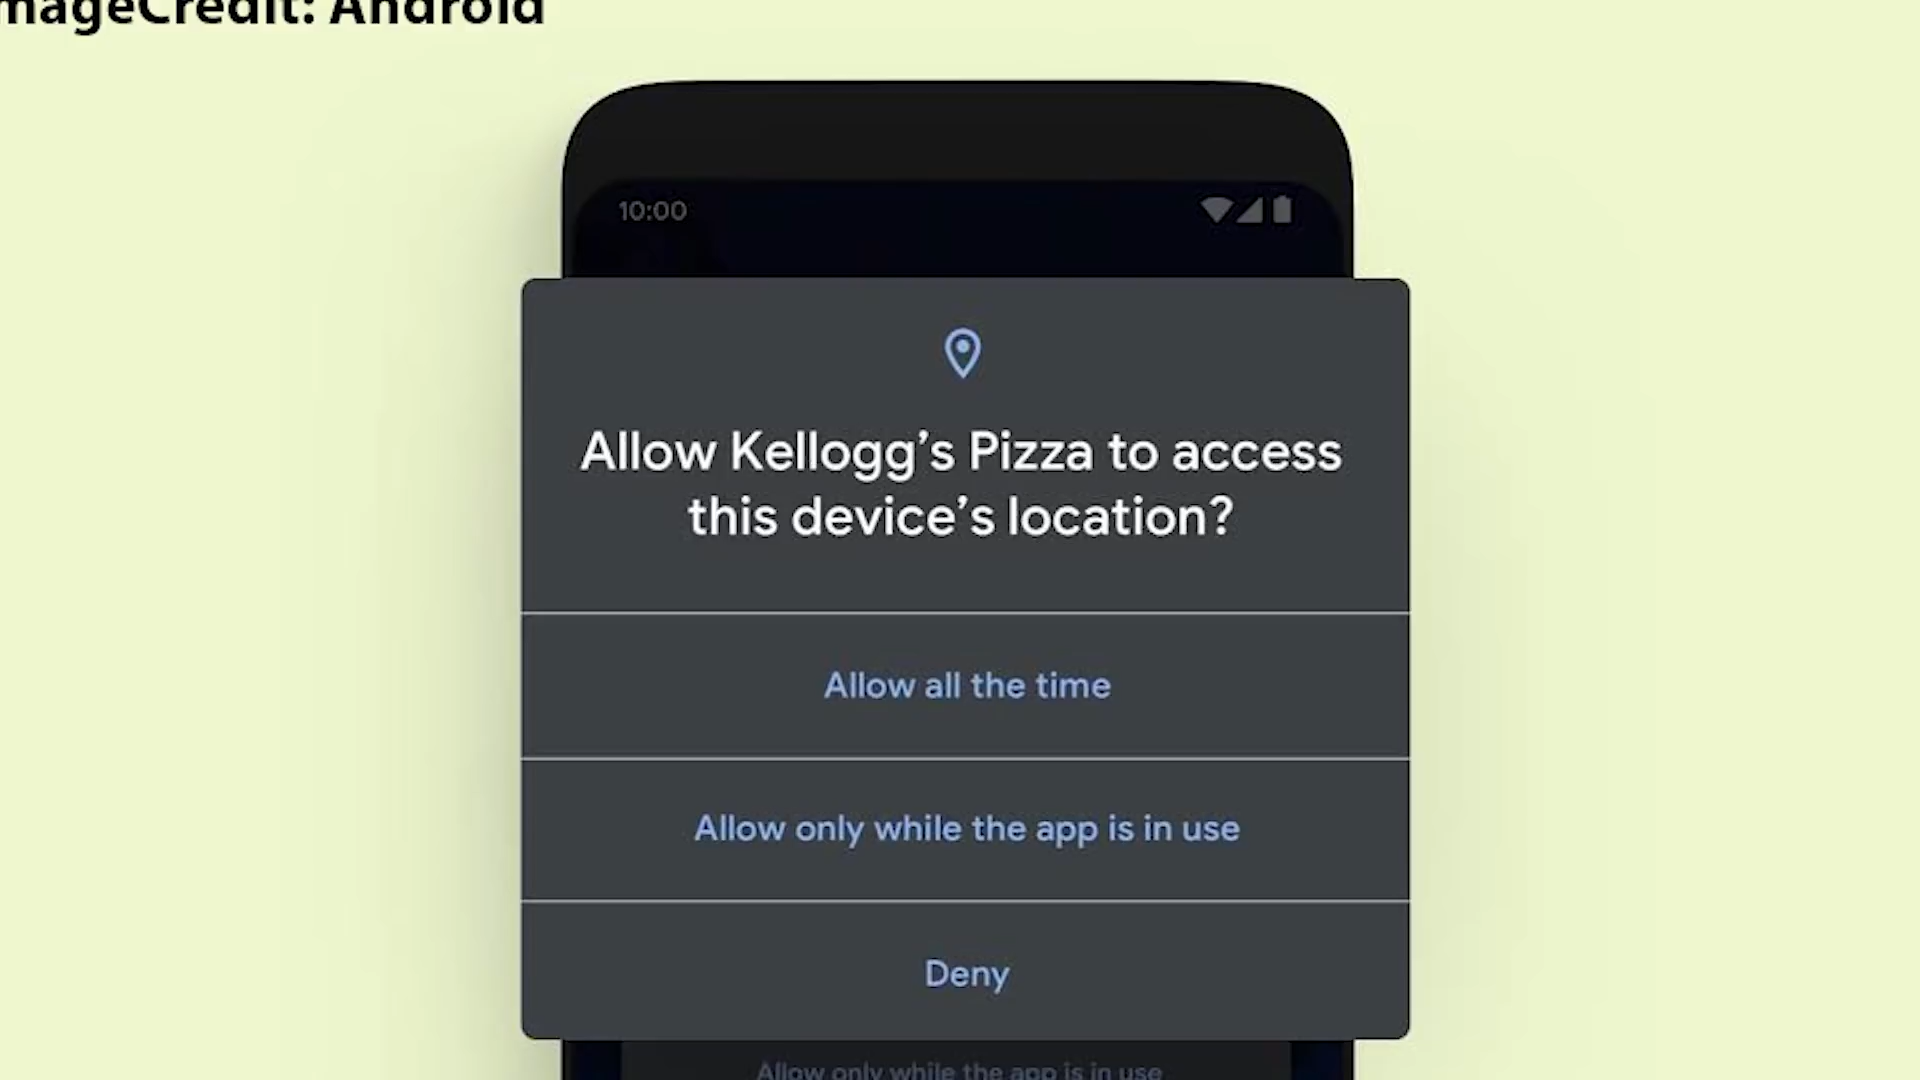 mageCredit: Android
10:00
Allow Kellogg’s Pizza to access
this device’s location?
Allow all the time
Allow only while the app is in use
Deny
Allow only while the app is in use